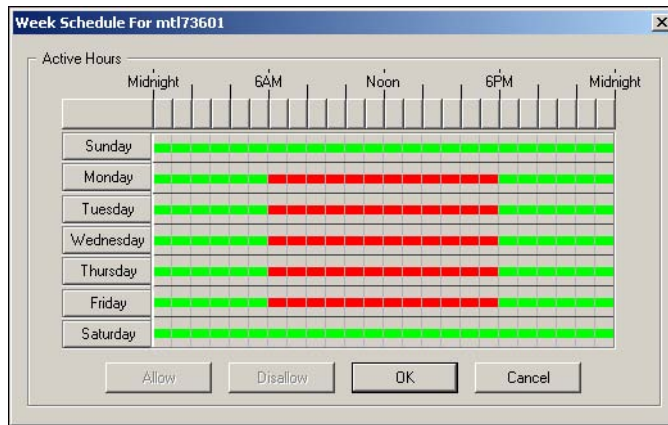 Week Schedule For mtl73601
Active Hours
Midnight 6AM Noon 6PM Midnight
Sunday
Monday
Tuesday
Wednesday
Thursday
Friday
Saturday
Allow Disallow OK Cancel